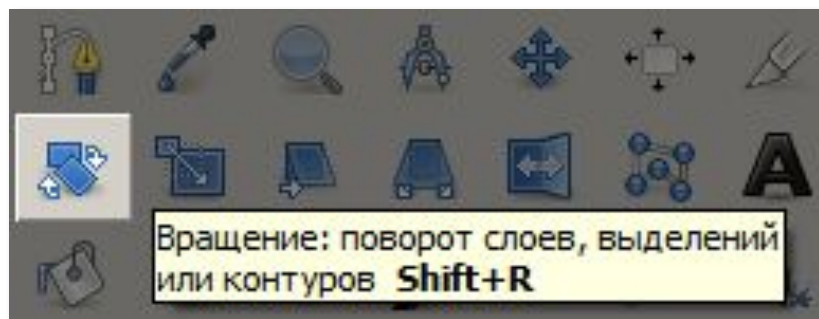 Вращение: поворот слоев, выделений
или контуров Shift+R